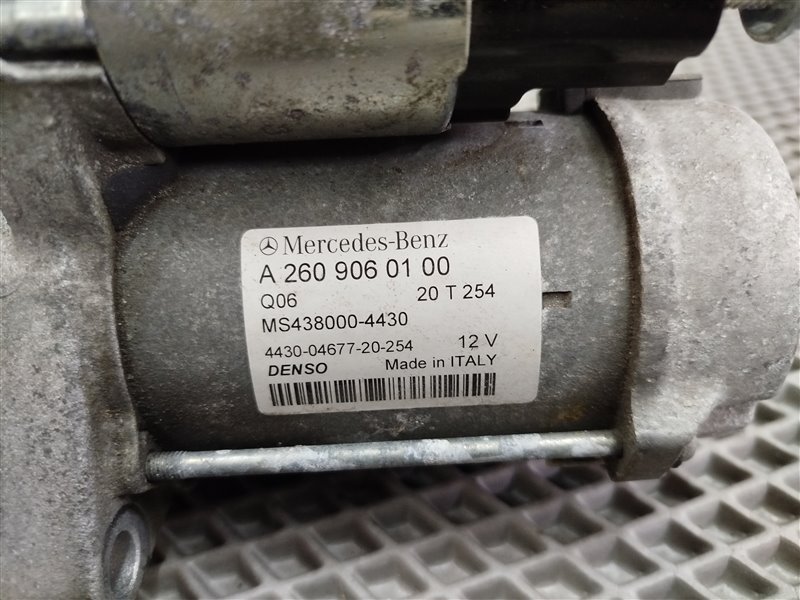 Mercedes-Benz
A 260 906 01 00
Q06 20 T 254
MS438000-4430
4430-04677-20-254 12 V
DENSO Made in ITALY